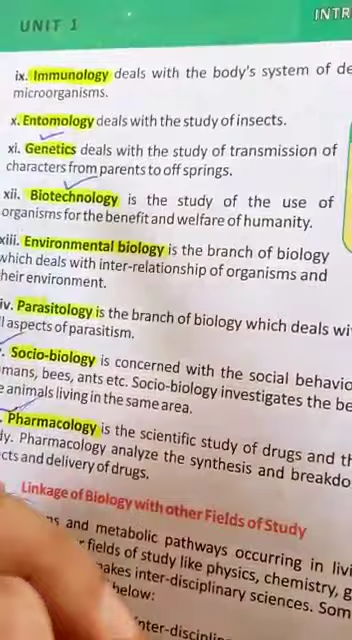 UNIT 1
INTR
ix. Immunology deals with the body's system of de
microorganisms.
x. Entomology deals with the study of insects.
xi. Genetics deals with the study of transmission of
characters from parents to off springs.
xii. Biotechnology is the study of the use of
organisms for the benefit and welfare of humanity.
xiii. Environmental biology is the branch of biology
which deals with inter-relationship of organisms and
heir environment.
iv. Parasitology is the branch of biology which deals wi
ll aspects of parasitism.
. Socio-biology is concerned with the social behavio
mans, bees, ants etc. Socio-biology investigates the be
e animals living in the same area.
. Pharmacology is the scientific study of drugs and th
dy. Pharmacology analyze the synthesis and breakdo
cts and delivery of drugs.
Linkage of Biology with other Fields of Study
ns and metabolic pathways occurring in livi
r fields of study like physics, chemistry, g
akes inter-disciplinary sciences. Som
below:
nter-disciplin